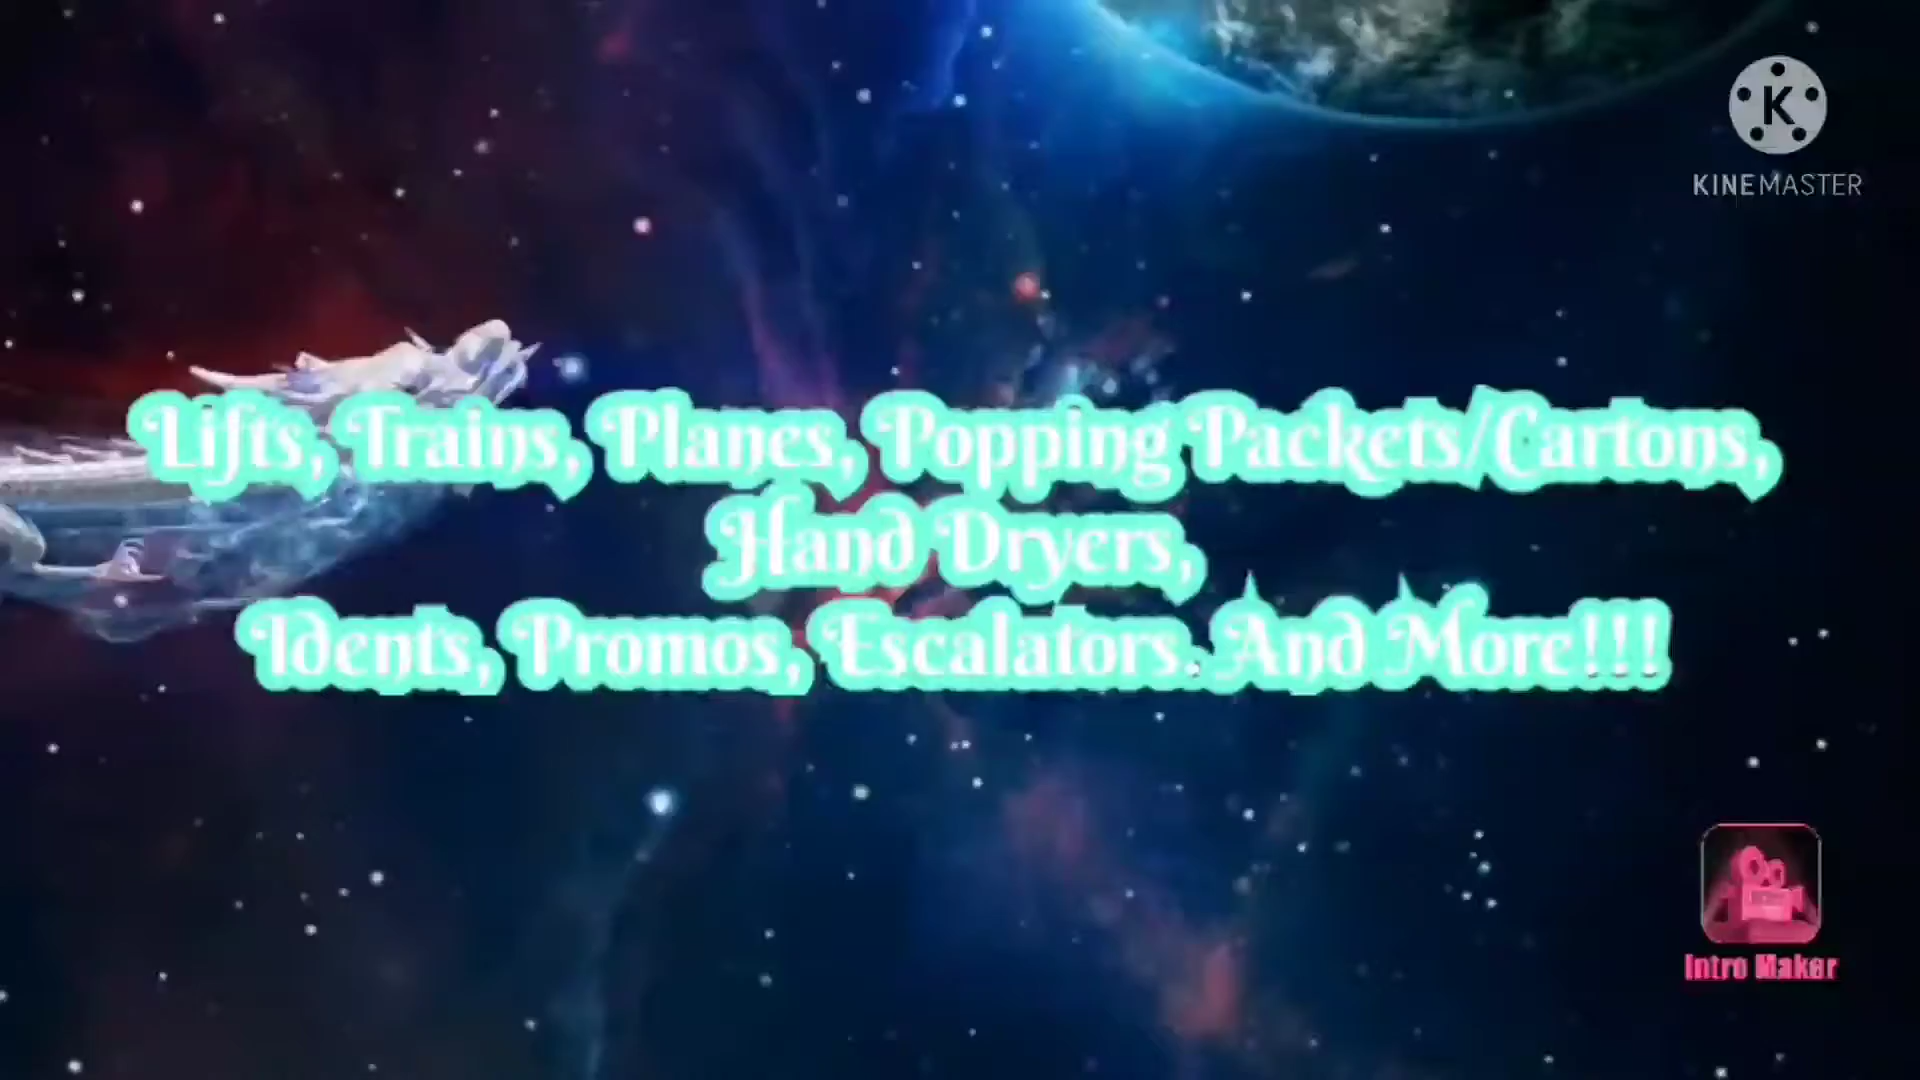 K
KINEMASTER
Lifts, Trains, Planes, Popping Packets/Cartons,
Hand Dryers,
Idents, Promos, Escalators. And More!!!
Intro Maker